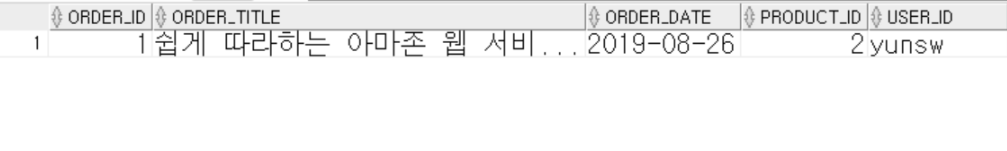 ORDER_ID ORDER_TITLE ORDER_DATE PRODUCT_ID USER_ID
1 1 쉽게 따라하는 아마존 웹 서비... 2019-08-26 2 yunsw